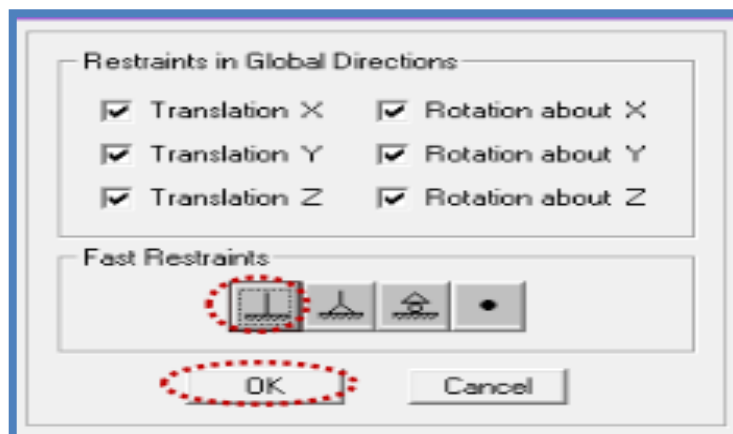 Restraints in Global Directions
Translation X Rotation about X
Translation Y Rotation about Y
Translation Z Rotation about Z
Fast Restraints
OK Cancel